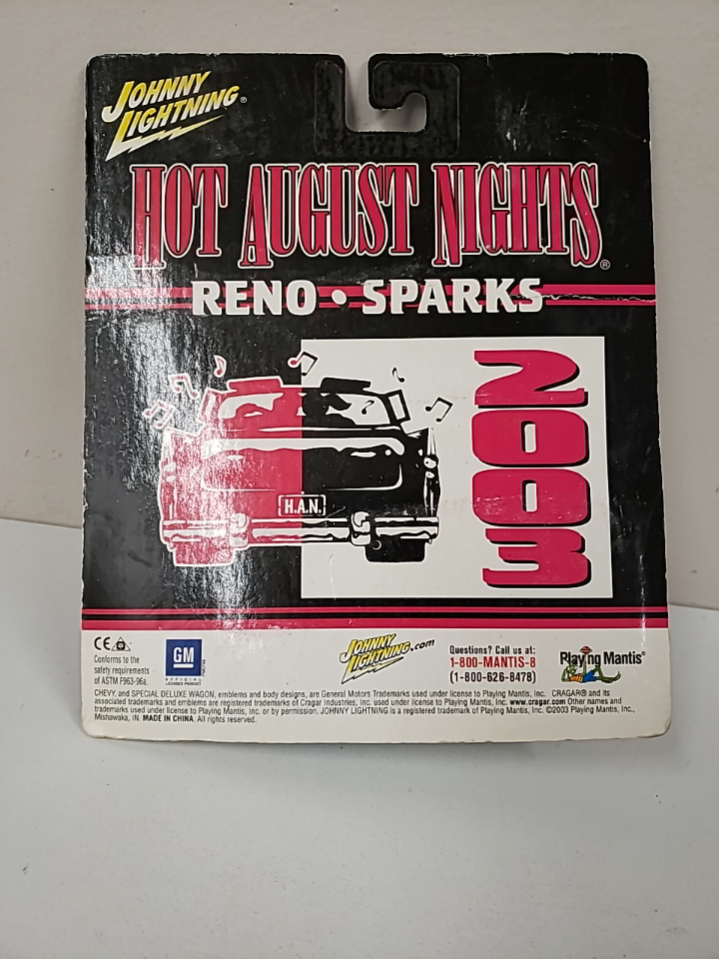 JOHNNY
LIGHTNING®
HOT AUGUST NIGHTS®
RENO • SPARKS
2003
H.A.N.
CE
Conforms to the
safety requirements
of ASTM F963-96a.
GM
OFFICIAL
LICENSED PRODUCT
JOHNNY
LIGHTNING.com
Questions? Call us at:
1-800-MANTIS-8
(1-800-626-8478)
Playing Mantis®
CHEVY, and SPECIAL DELUXE WAGON, emblems and body designs, are General Motors Trademarks used under license to Playing Mantis, Inc. CRAGAR® and its
associated trademarks and emblems are registered trademarks of Cragar Industries, Inc. used under license to Playing Mantis, Inc. www.cragar.com Other names and
trademarks used under license to Playing Mantis, Inc. or by permission. JOHNNY LIGHTNING is a registered trademark of Playing Mantis, Inc. ©2003 Playing Mantis, Inc.,
Mishawaka, IN. MADE IN CHINA. All rights reserved.